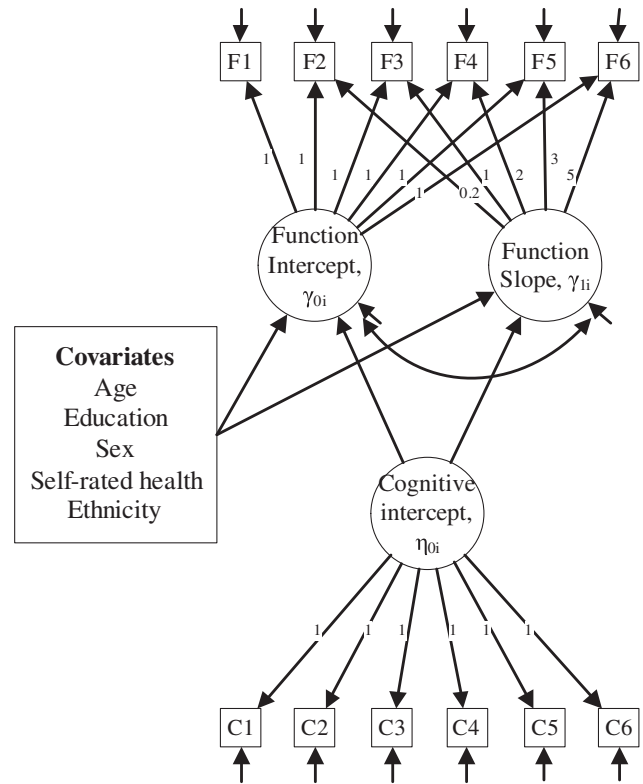 F1 F2 F3 F4 F5 F6
1 1 1 1 1 1 0.2 1 2 3 5
Function
Intercept,
γ0i
Function
Slope, γ1i
Covariates
Age
Education
Sex
Self-rated health
Ethnicity
Cognitive
intercept,
η0i
1 1 1 1 1 1
C1 C2 C3 C4 C5 C6